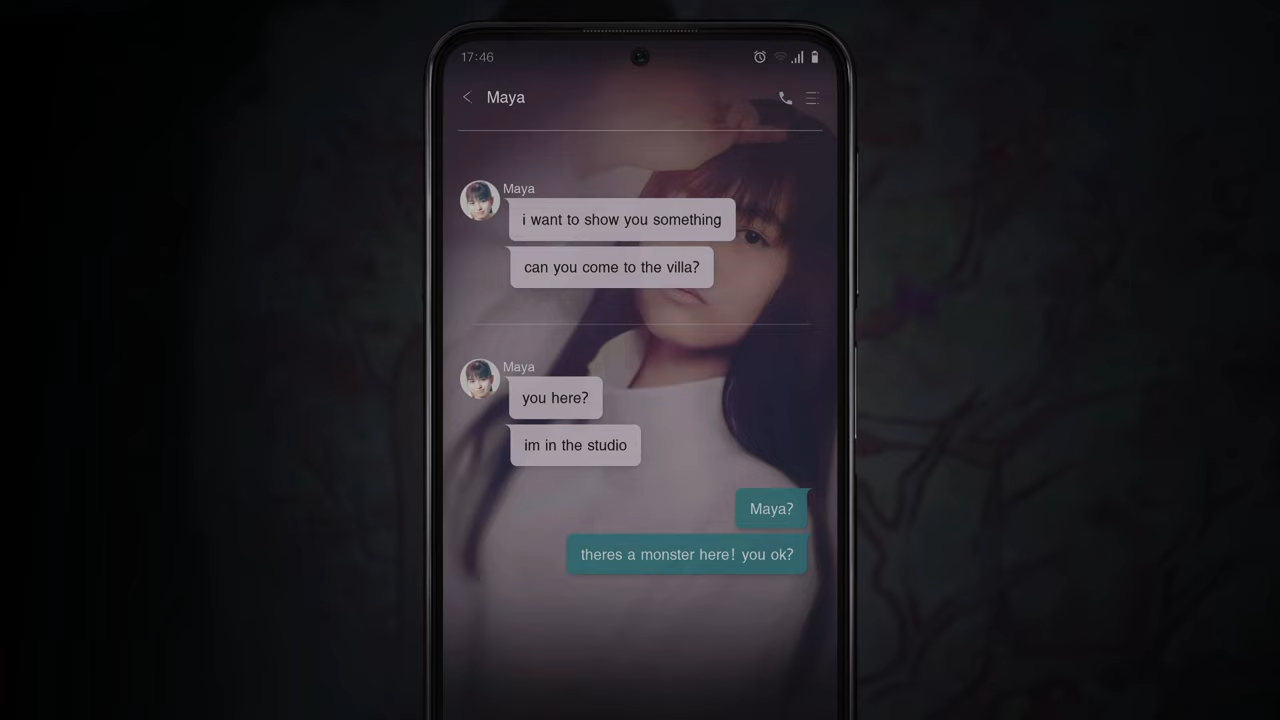 17:46
Maya
Maya
i want to show you something
can you come to the villa?
Maya
you here?
im in the studio
Maya?
theres a monster here! you ok?